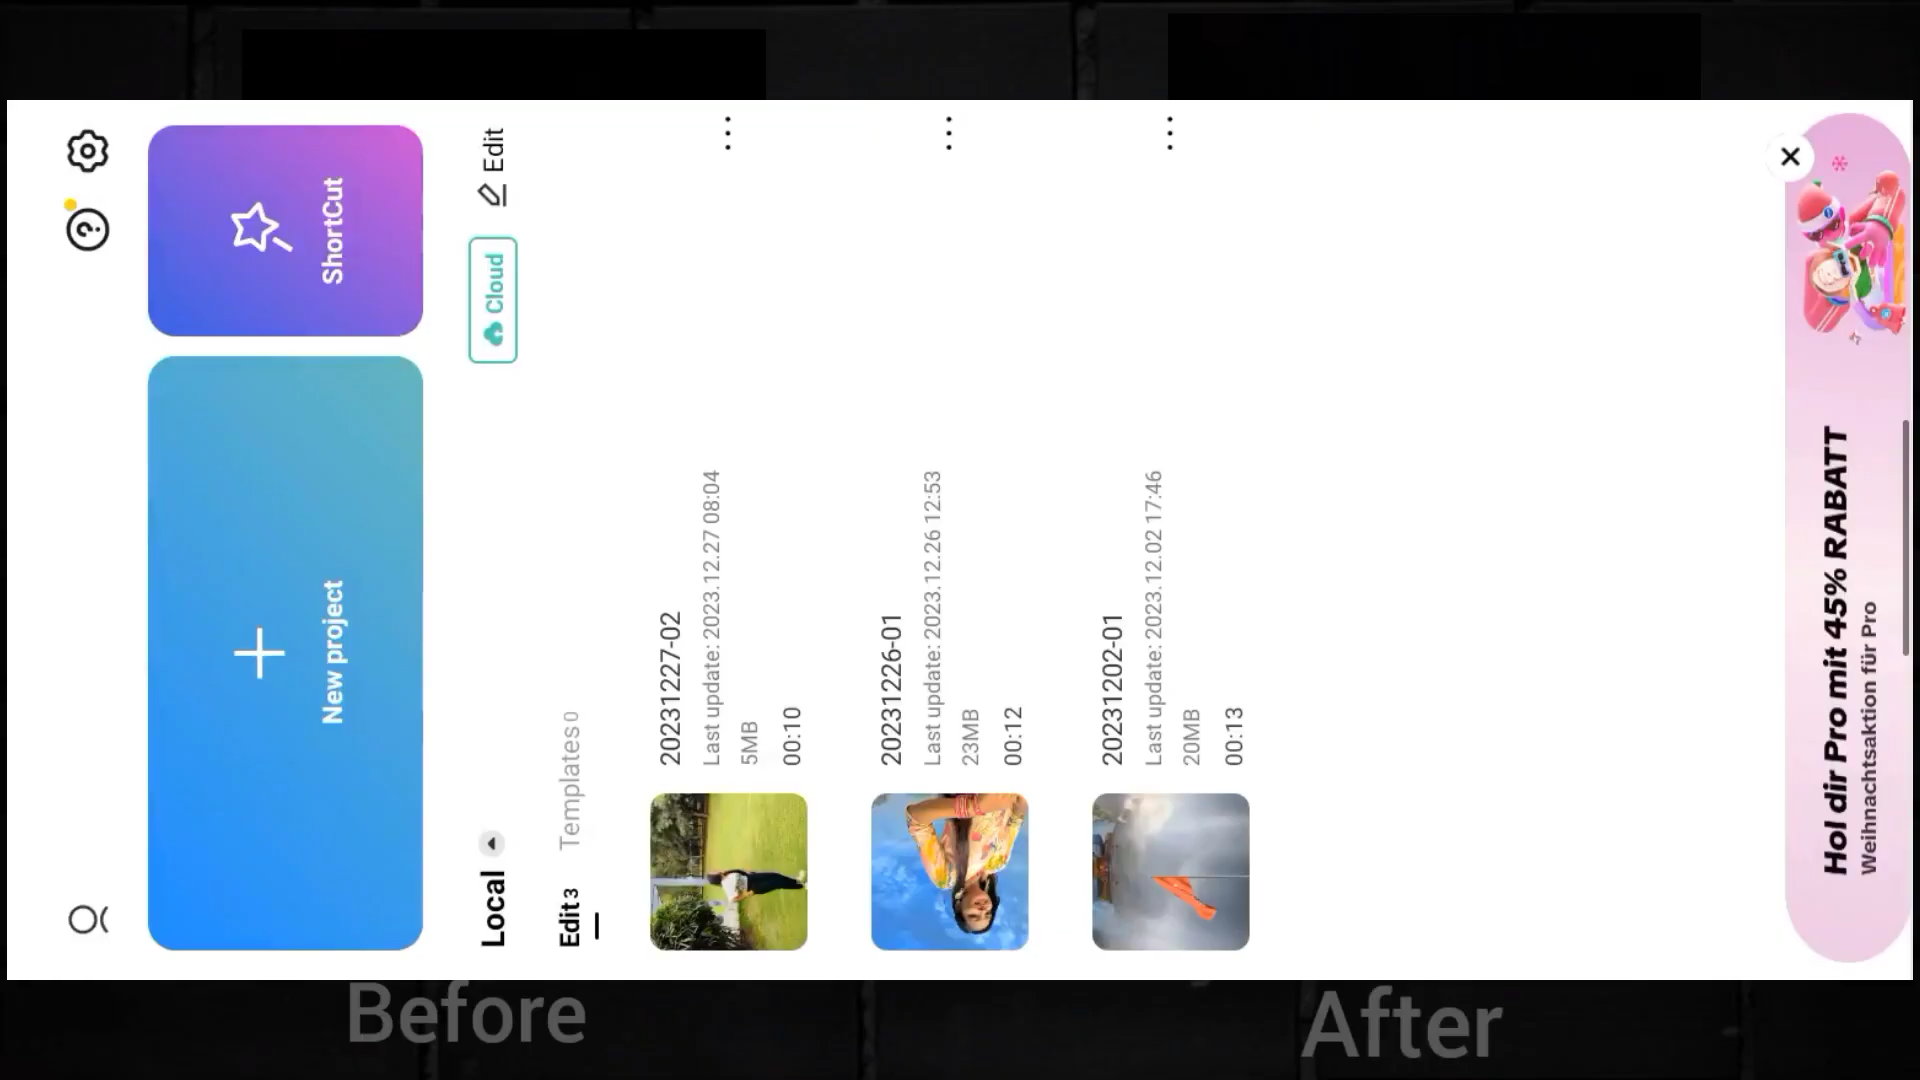 New project
ShortCut
Local
Cloud
Edit
Edit 3
Templates 0
20231227-02
Last update: 2023.12.27 08:04
5MB
00:10
20231226-01
Last update: 2023.12.26 12:53
23MB
00:12
20231202-01
Last update: 2023.12.02 17:46
20MB
00:13
Hol dir Pro mit 45% RABATT
Weihnachtsaktion für Pro
Before
After